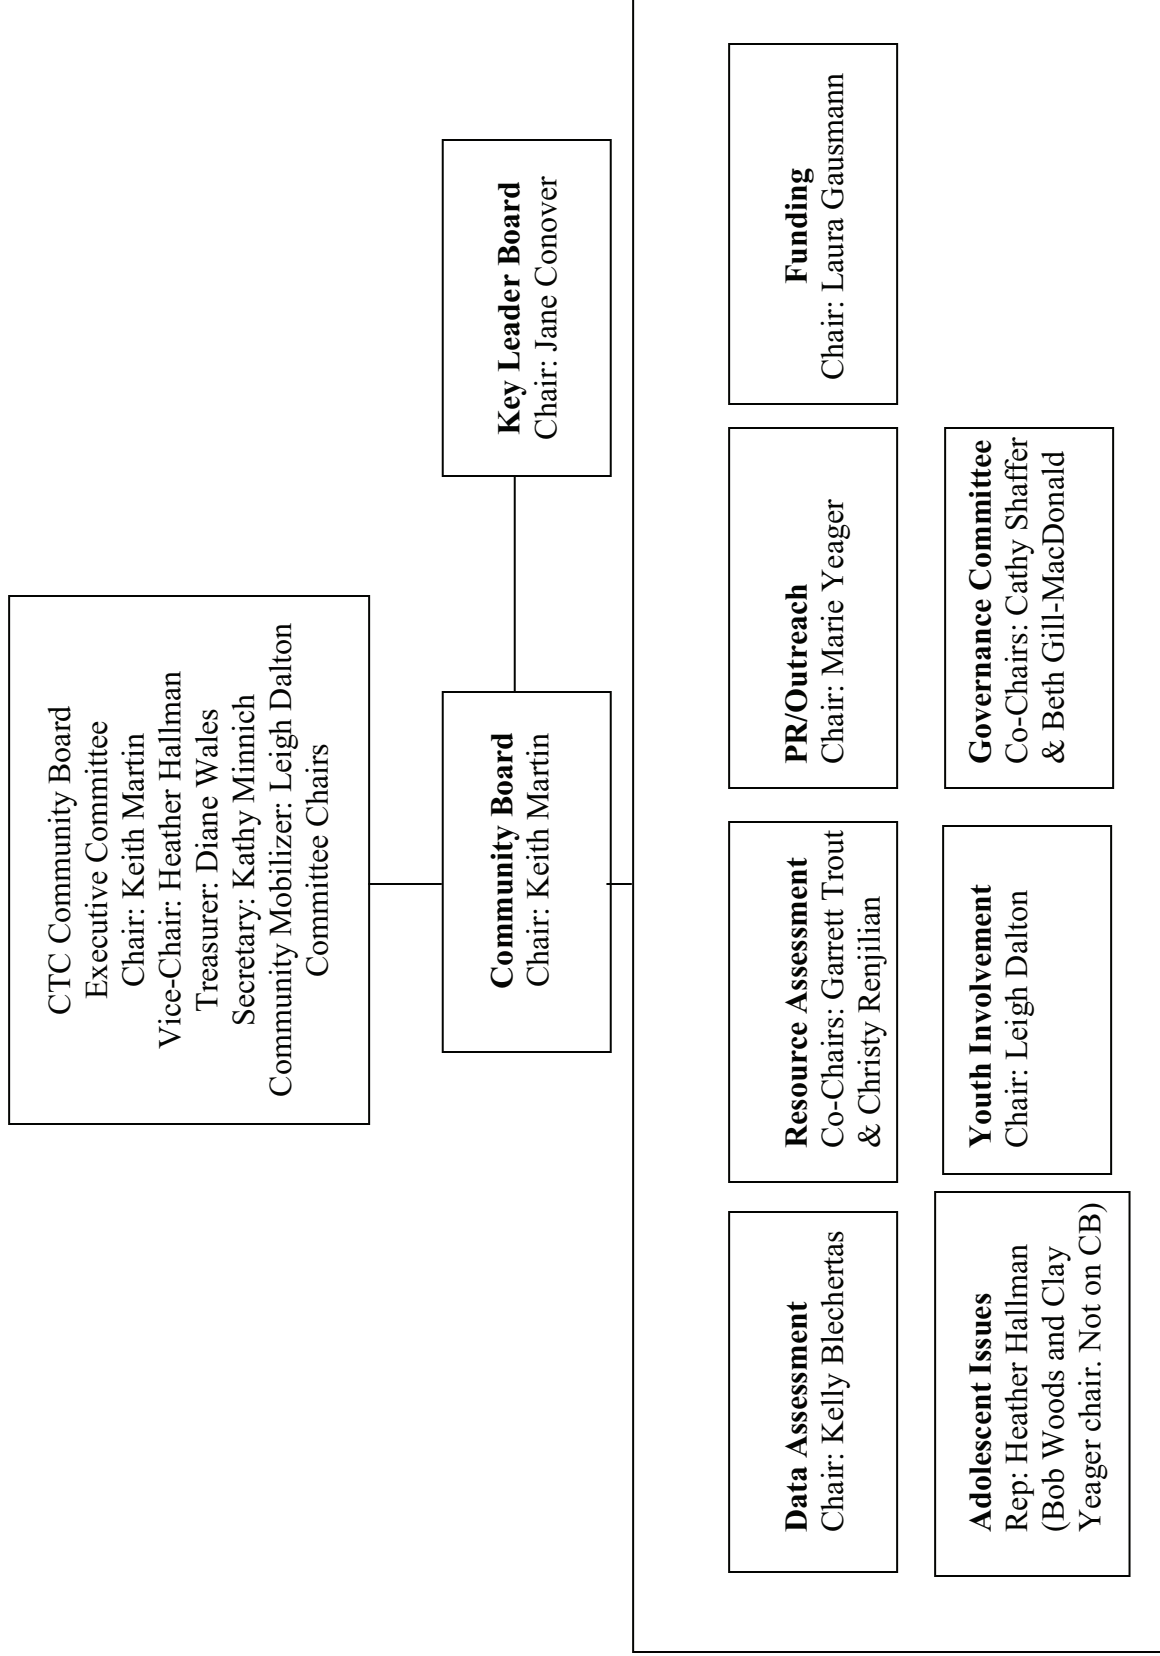 CTC Community Board
Executive Committee
Chair: Keith Martin
Vice-Chair: Heather Hallman
Treasurer: Diane Wales
Secretary: Kathy Minnich
Community Mobilizer: Leigh Dalton
Committee Chairs
Community Board
Chair: Keith Martin
Key Leader Board
Chair: Jane Conover
Data Assessment
Chair: Kelly Blechertas
Resource Assessment
Co-Chairs: Garrett Trout
& Christy Renjilian
PR/Outreach
Chair: Marie Yeager
Funding
Chair: Laura Gausmann
Adolescent Issues
Rep: Heather Hallman
(Bob Woods and Clay
Yeager chair. Not on CB)
Youth Involvement
Chair: Leigh Dalton
Governance Committee
Co-Chairs: Cathy Shaffer
& Beth Gill-MacDonald